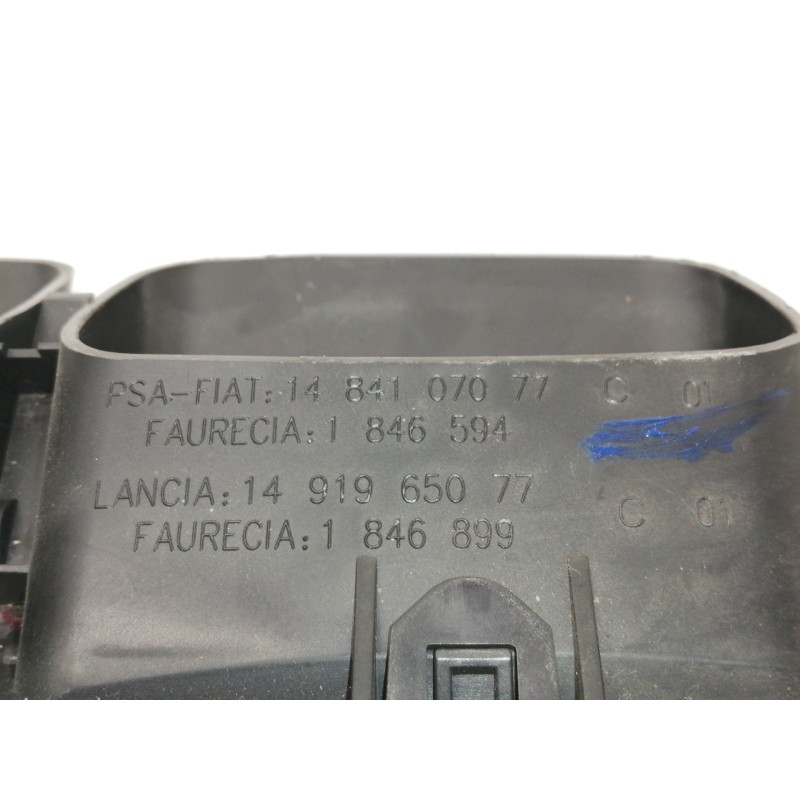 PSA-FIAT: 14 841 070 77 C 01
FAURECIA: 1 846 594
LANCIA: 14 919 650 77 C 01
FAURECIA: 1 846 899